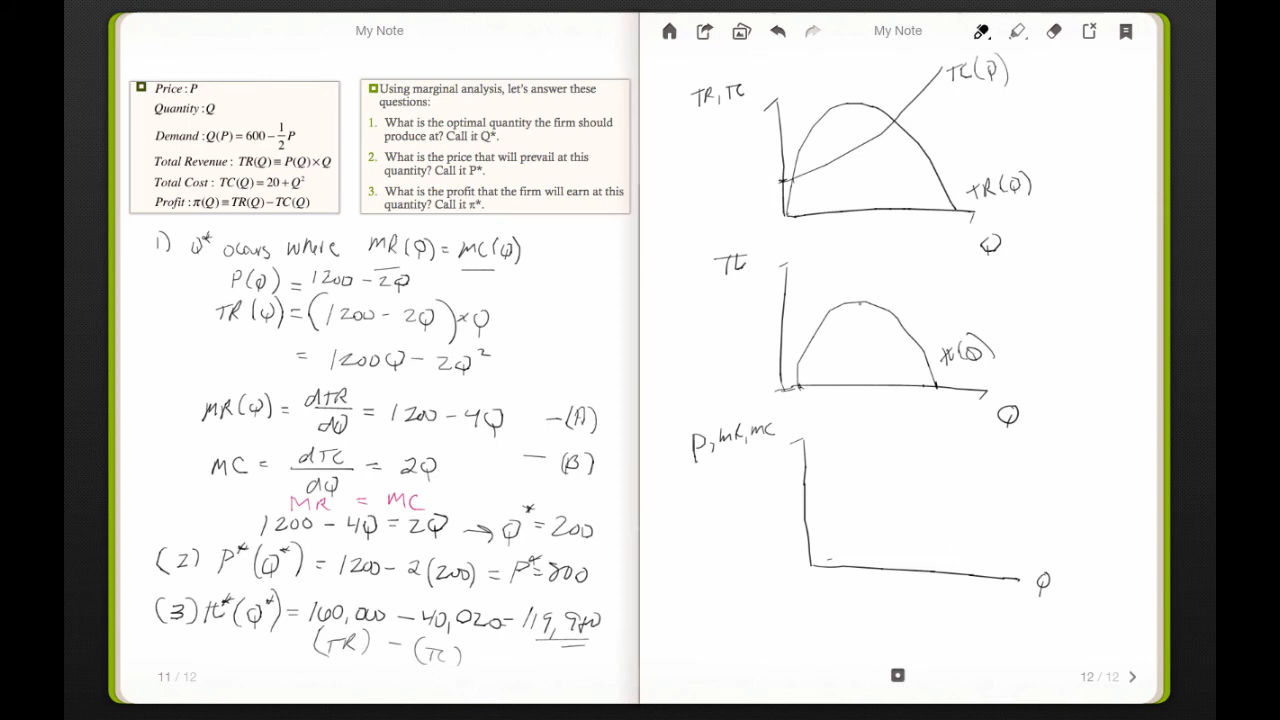 My Note
Price : P
Quantity : Q
Demand : Q(P) = 600 − 1/2 P
Total Revenue : TR(Q) ≡ P(Q) × Q
Total Cost : TC(Q) = 20 + Q²
Profit : π(Q) ≡ TR(Q) − TC(Q)
Using marginal analysis, let's answer these
questions:
1. What is the optimal quantity the firm should
produce at? Call it Q*.
2. What is the price that will prevail at this
quantity? Call it P*.
3. What is the profit that the firm will earn at this
quantity? Call it π*.
1) Q* occurs where MR(Q) = MC(Q)
P(Q) = 1200 − 2Q
TR(Q) = (1200 − 2Q) × Q
= 1200Q − 2Q²
MR(Q) = dTR/dQ = 1200 − 4Q — (A)
MC = dTC/dQ = 2Q — (B)
MR = MC
1200 − 4Q = 2Q → Q* = 200
(2) P*(Q*) = 1200 − 2(200) = P* = 800
(3) π*(Q*) = 160,000 − 40,020 = 119,980
(TR) − (TC)
11 / 12
My Note
TR, TC
TC(Q)
TR(Q)
Q
π
π(Q)
Q
P, MR, MC
Q
12 / 12